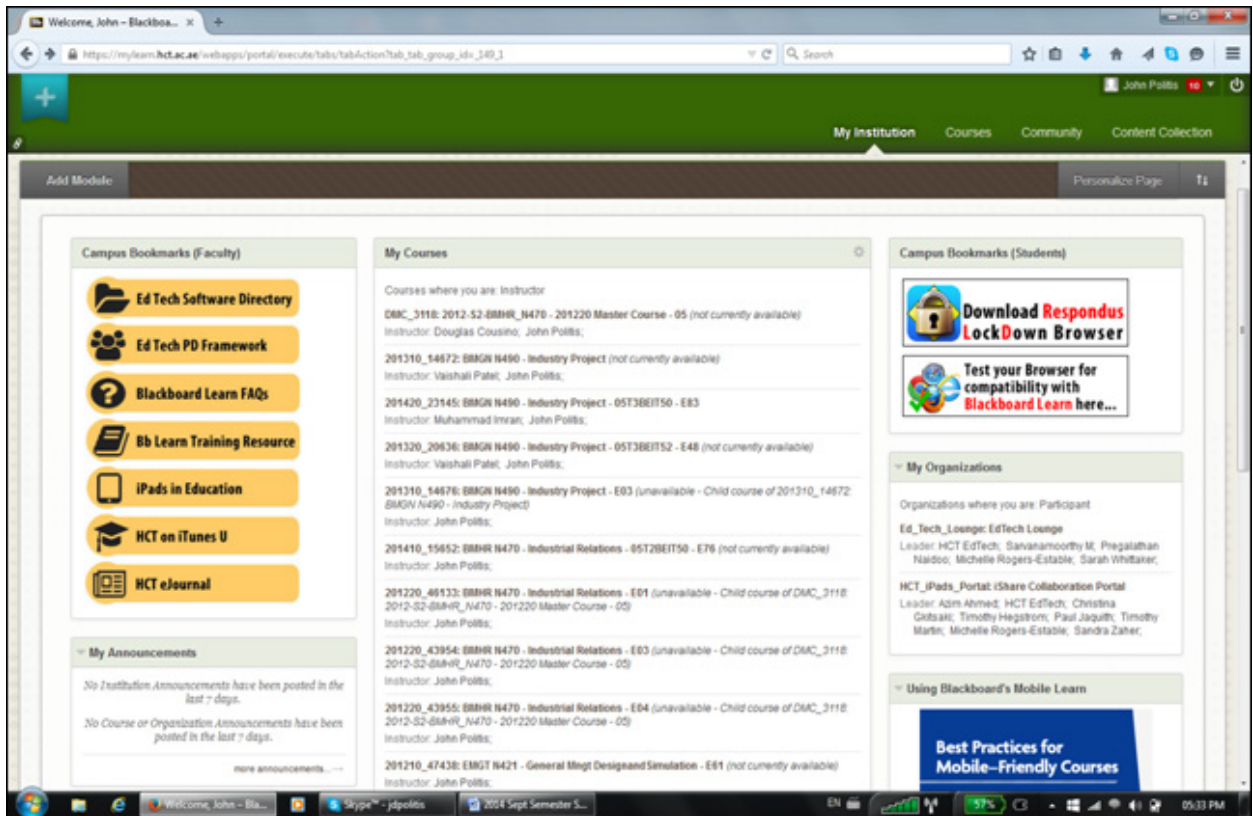 Welcome, John – Blackboa...
https://mylearn.hct.ac.ae/webapps/portal/execute/tabs/tabAction?tab_tab_group_id=_149_1
Search
John Politis 10
My Institution Courses Community Content Collection
Add Module
Personalize Page
Campus Bookmarks (Faculty)
Ed Tech Software Directory
Ed Tech PD Framework
Blackboard Learn FAQs
Bb Learn Training Resource
iPads in Education
HCT on iTunes U
HCT eJournal
My Announcements
No Institution Announcements have been posted in the
last 7 days.
No Course or Organization Announcements have been
posted in the last 7 days.
more announcements...
My Courses
Courses where you are: Instructor
DMC_3118: 2012-S2-BMHR_N470 - 201220 Master Course - 05 (not currently available)
Instructor: Douglas Cousino; John Politis;
201310_14672: BMGN N490 - Industry Project (not currently available)
Instructor: Vaishali Patel; John Politis;
201420_23145: BMGN N490 - Industry Project - 05T3BEIT50 - E83
Instructor: Muhammad Imran; John Politis;
201320_20636: BMGN N490 - Industry Project - 05T3BEIT52 - E48 (not currently available)
Instructor: Vaishali Patel; John Politis;
201310_14676: BMGN N490 - Industry Project - E03 (unavailable - Child course of 201310_14672:
BMGN N490 - Industry Project)
Instructor: John Politis;
201410_15652: BMHR N470 - Industrial Relations - 05T2BEIT50 - E76 (not currently available)
Instructor: John Politis;
201220_46133: BMHR N470 - Industrial Relations - E01 (unavailable - Child course of DMC_3118:
2012-S2-BMHR_N470 - 201220 Master Course - 05)
Instructor: John Politis;
201220_43954: BMHR N470 - Industrial Relations - E03 (unavailable - Child course of DMC_3118:
2012-S2-BMHR_N470 - 201220 Master Course - 05)
Instructor: John Politis;
201220_43955: BMHR N470 - Industrial Relations - E04 (unavailable - Child course of DMC_3118:
2012-S2-BMHR_N470 - 201220 Master Course - 05)
Instructor: John Politis;
201210_47438: EMGT N421 - General Mngt Designand Simulation - E61 (not currently available)
Instructor: John Politis;
Campus Bookmarks (Students)
Download Respondus
LockDown Browser
Test your Browser for
compatibility with
Blackboard Learn here...
My Organizations
Organizations where you are: Participant
Ed_Tech_Lounge: EdTech Lounge
Leader: HCT EdTech; Sarvanamoorthy M; Pregalathan
Naidoo; Michelle Rogers-Estable; Sarah Whittaker;
HCT_iPads_Portal: iShare Collaboration Portal
Leader: Azim Ahmed; HCT EdTech; Christina
Gitsaki; Timothy Hegstrom; Paul Jaquith; Timothy
Martin; Michelle Rogers-Estable; Sandra Zaher;
Using Blackboard's Mobile Learn
Best Practices for
Mobile–Friendly Courses
Welcome, John – Bla...
Skype™ - jdpolitis
2014 Sept Semester S...
EN
57%
05:33 PM